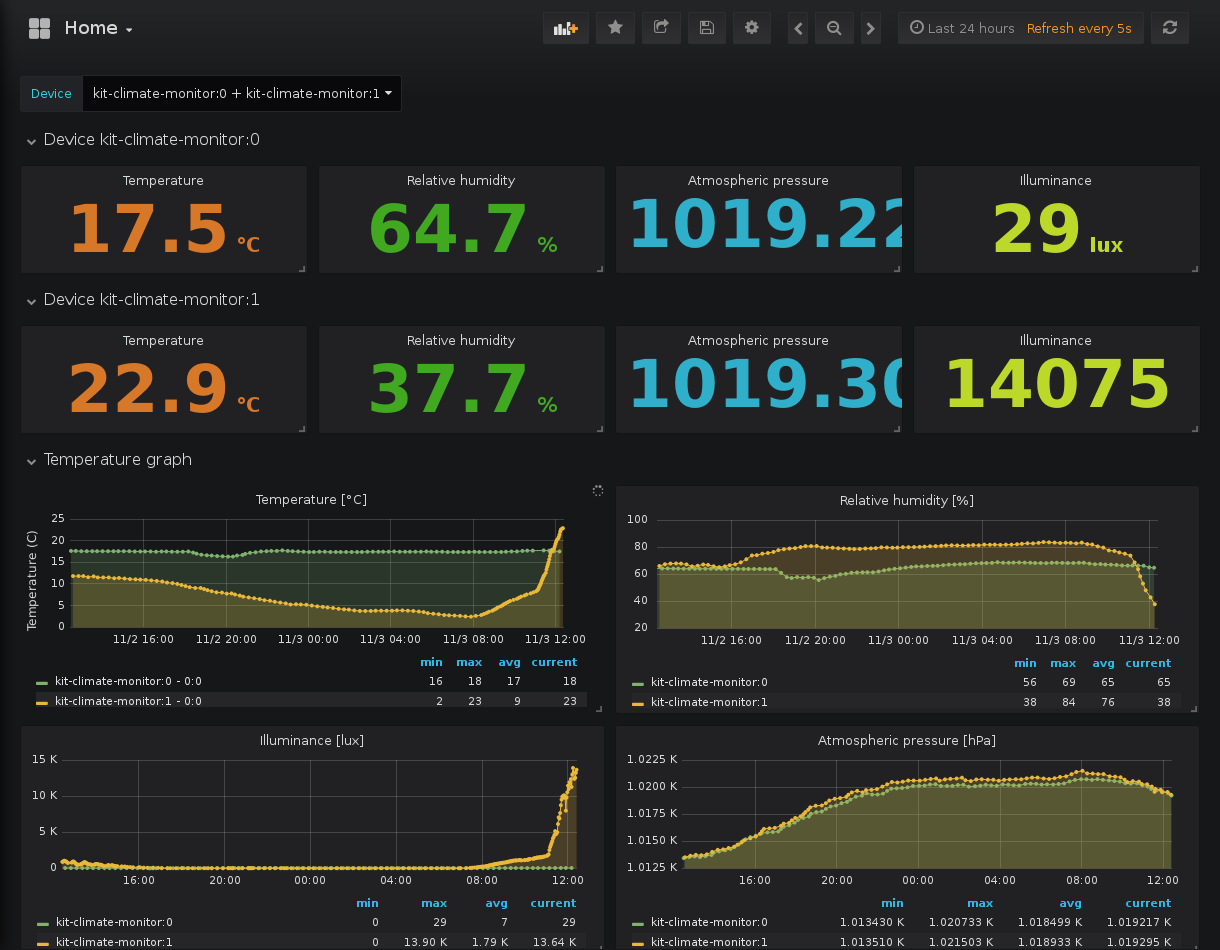 Home
Last 24 hours Refresh every 5s
Device kit-climate-monitor:0 + kit-climate-monitor:1
Device kit-climate-monitor:0
Temperature Relative humidity Atmospheric pressure Illuminance
17.5 °C 64.7 % 1019.22 29 lux
Device kit-climate-monitor:1
Temperature Relative humidity Atmospheric pressure Illuminance
22.9 °C 37.7 % 1019.30 14075
Temperature graph
Temperature [°C]
Temperature (C)
25
20
15
10
5
0
11/2 16:00 11/2 20:00 11/3 00:00 11/3 04:00 11/3 08:00 11/3 12:00
min max avg current
kit-climate-monitor:0 - 0:0 16 18 17 18
kit-climate-monitor:1 - 0:0 2 23 9 23
Relative humidity [%]
100
80
60
40
20
11/2 16:00 11/2 20:00 11/3 00:00 11/3 04:00 11/3 08:00 11/3 12:00
min max avg current
kit-climate-monitor:0 56 69 65 65
kit-climate-monitor:1 38 84 76 38
Illuminance [lux]
15 K
10 K
5 K
0
16:00 20:00 00:00 04:00 08:00 12:00
min max avg current
kit-climate-monitor:0 0 29 7 29
kit-climate-monitor:1 0 13.90 K 1.79 K 13.64 K
Atmospheric pressure [hPa]
1.0225 K
1.0200 K
1.0175 K
1.0150 K
1.0125 K
16:00 20:00 00:00 04:00 08:00 12:00
min max avg current
kit-climate-monitor:0 1.013430 K 1.020733 K 1.018499 K 1.019217 K
kit-climate-monitor:1 1.013510 K 1.021503 K 1.018933 K 1.019295 K